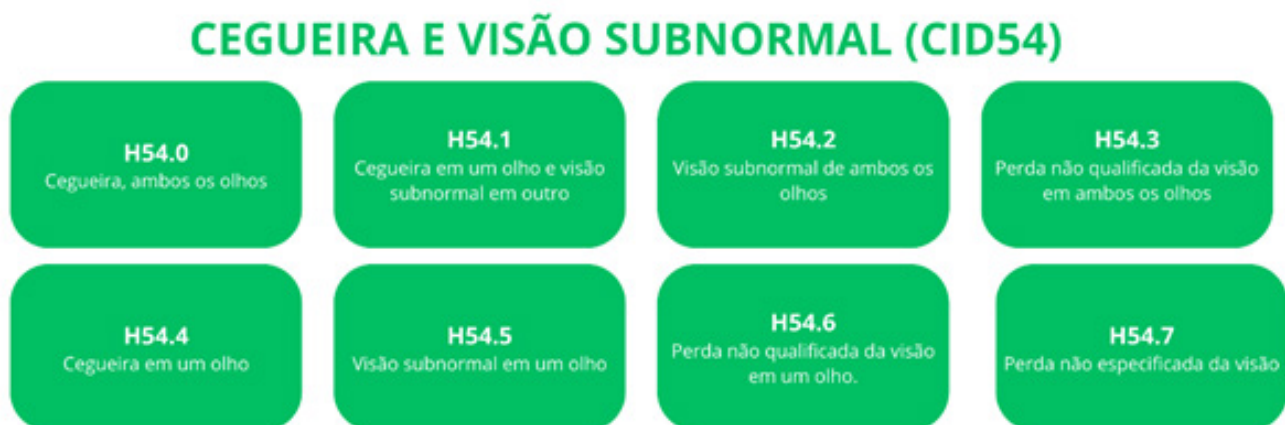 CEGUEIRA E VISÃO SUBNORMAL (CID54)
H54.0
Cegueira, ambos os olhos
H54.1
Cegueira em um olho e visão
subnormal em outro
H54.2
Visão subnormal de ambos os
olhos
H54.3
Perda não qualificada da visão
em ambos os olhos
H54.4
Cegueira em um olho
H54.5
Visão subnormal em um olho
H54.6
Perda não qualificada da visão
em um olho.
H54.7
Perda não especificada da visão